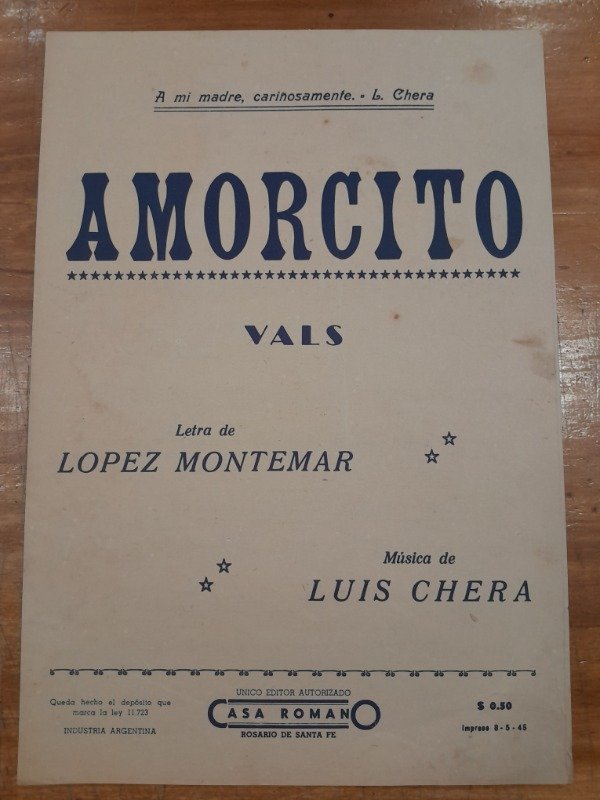 A mi madre, cariñosamente. - L. Chera
AMORCITO
VALS
Letra de
LOPEZ MONTEMAR
Música de
LUIS CHERA
Queda hecho el depósito que
marca la ley 11.723
INDUSTRIA ARGENTINA
UNICO EDITOR AUTORIZADO
CASA ROMANO
ROSARIO DE SANTA FE
$ 0.50
Impreso 8-5-45